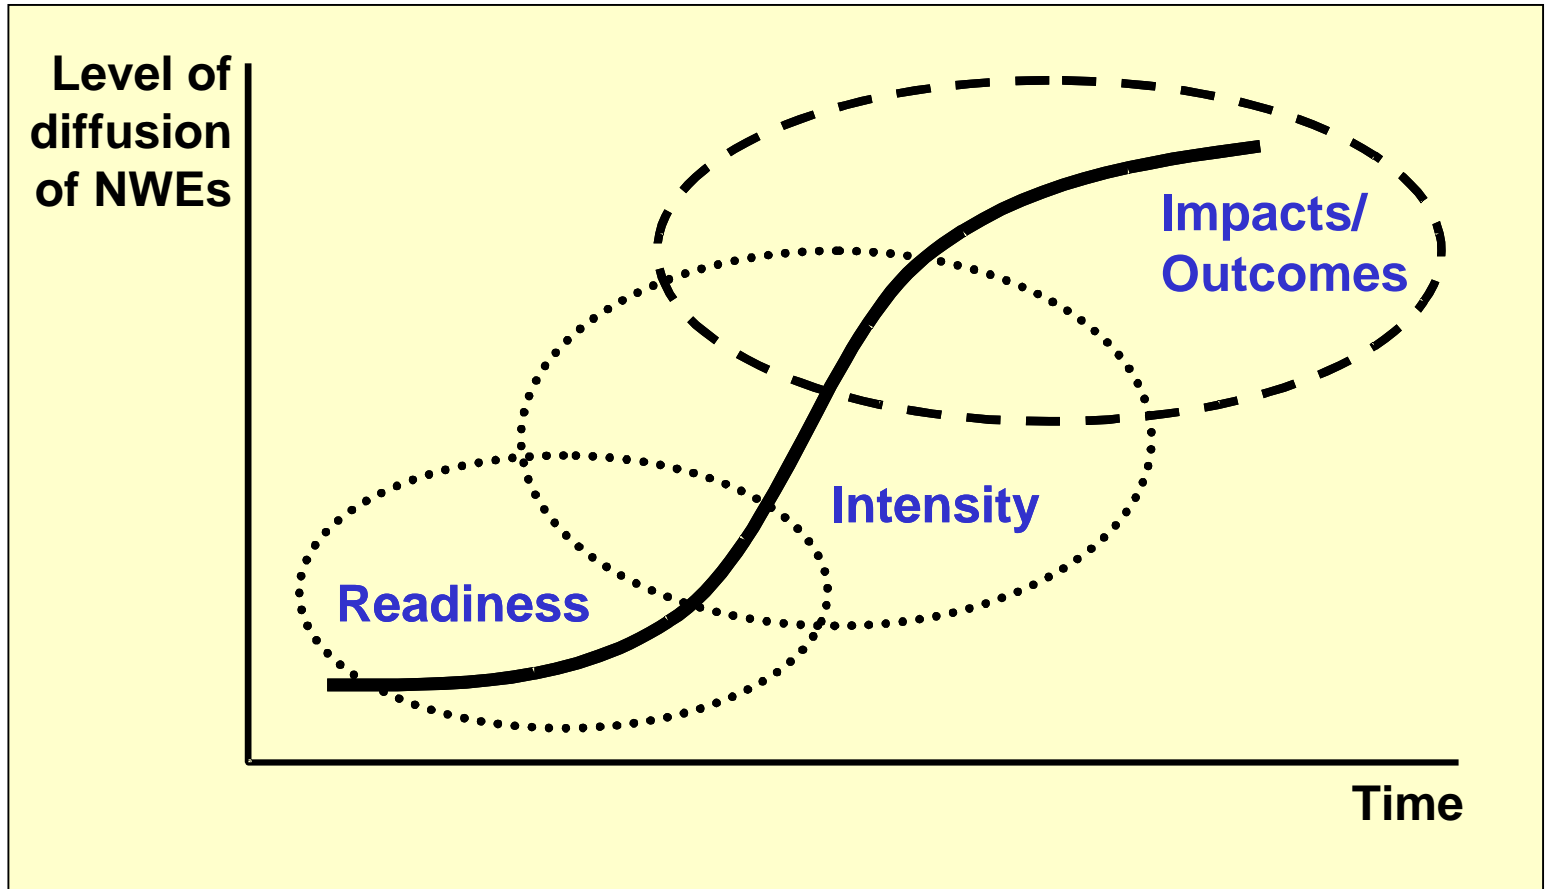 Level of
diffusion
of NWEs
Impacts/
Outcomes
Intensity
Readiness
Time